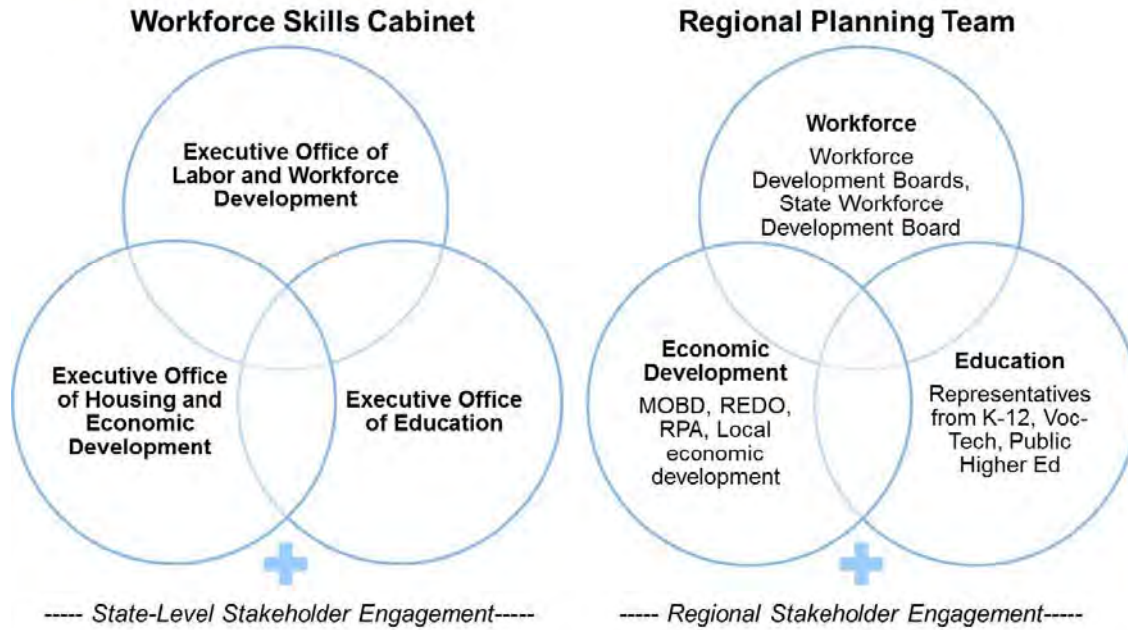 Workforce Skills Cabinet
Executive Office of
Labor and Workforce
Development
Executive Office
of Housing and
Economic
Development
Executive Office
of Education
----- State-Level Stakeholder Engagement-----
Regional Planning Team
Workforce
Workforce
Development Boards,
State Workforce
Development Board
Economic
Development
MOBD, REDO,
RPA, Local
economic
development
Education
Representatives
from K-12, Voc-
Tech, Public
Higher Ed
----- Regional Stakeholder Engagement-----